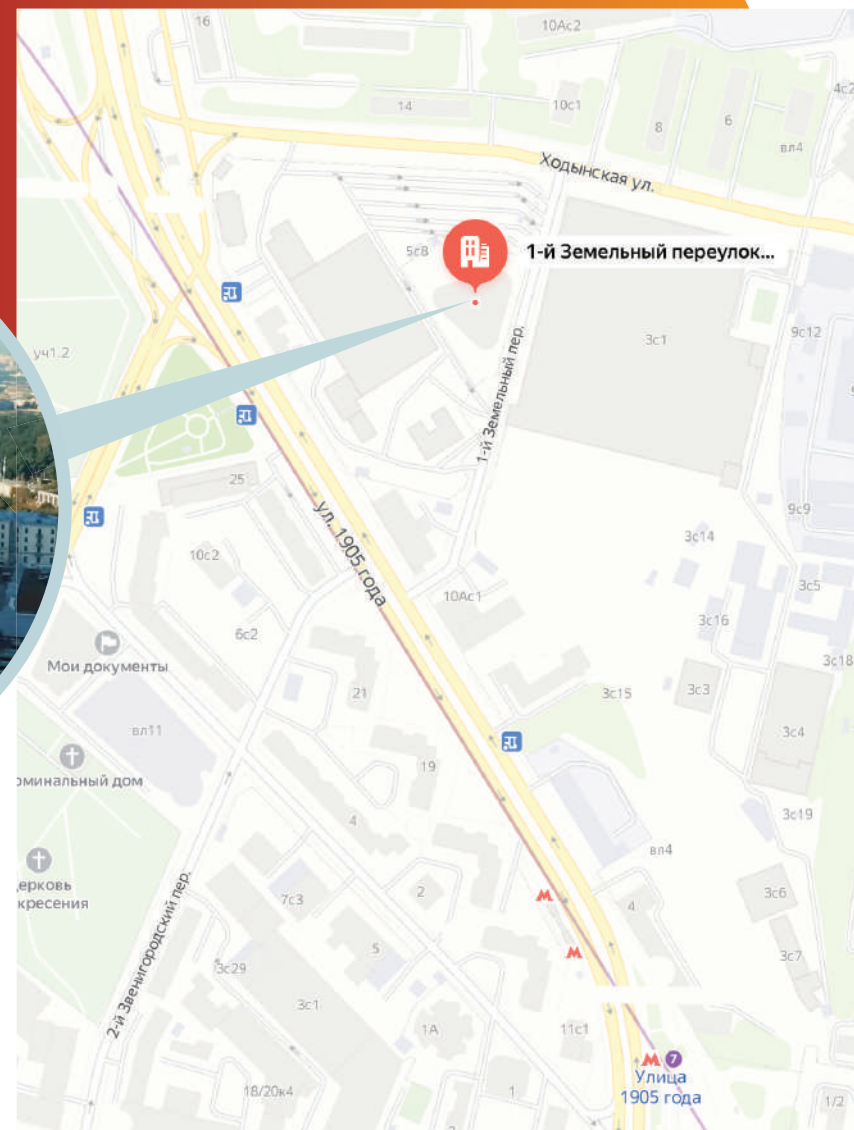 16
10Ас2
4с2
14
10с1
8
6
вл4
Ходынская ул.
5с8
1-й Земельный переулок...
уч1.2
3с1
9с12
1-й Земельный пер.
25
ул. 1905 года
9с9
10с2
3с14
3с5
10Ас1
6с2
3с16
Мои документы
21
3с15
3с3
3с18
вл11
3с4
оминальный дом
19
4
3с19
вл4
ерковь
кресения
7с3
2
4
3с6
2-й Звенигородский пер.
5
3с7
3с29
3с1
1А
11с1
М 7
Улица
1905 года
18/20к4
1
1/2